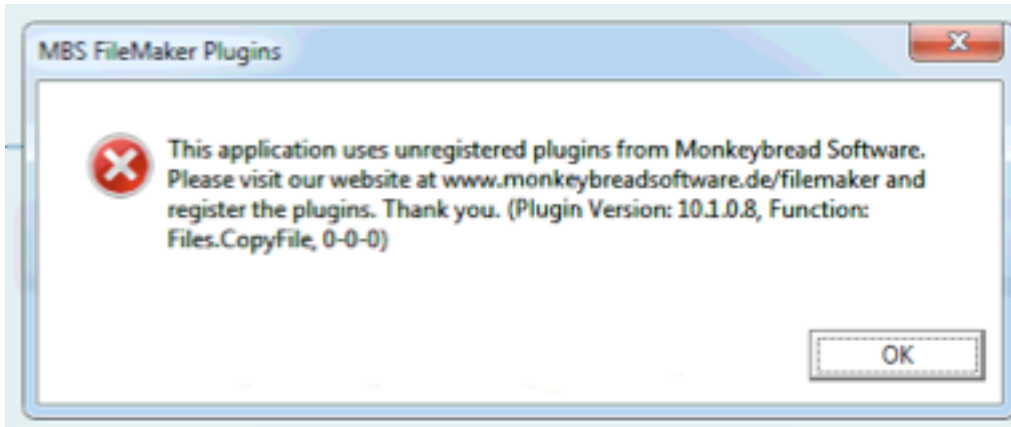 MBS FileMaker Plugins
This application uses unregistered plugins from Monkeybread Software.
Please visit our website at www.monkeybreadsoftware.de/filemaker and
register the plugins. Thank you. (Plugin Version: 10.1.0.8, Function:
Files.CopyFile, 0-0-0)
OK